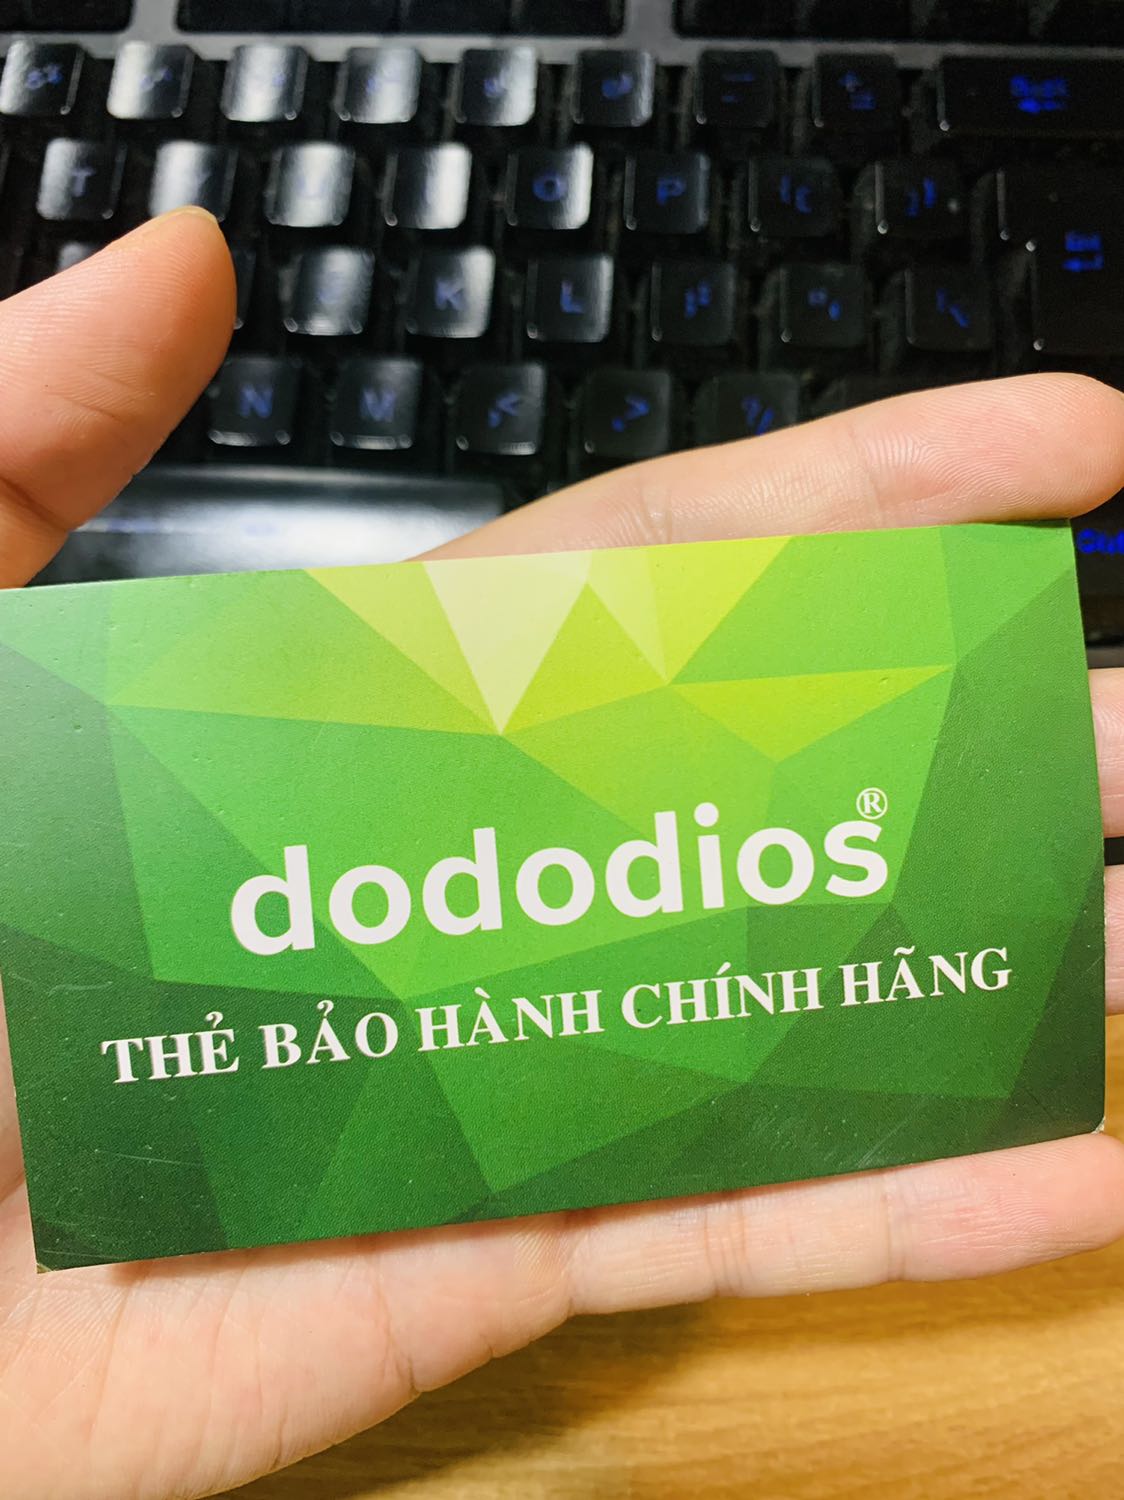 T
O
P
K
L
N
M
dododios®
THẺ BẢO HÀNH CHÍNH HÃNG